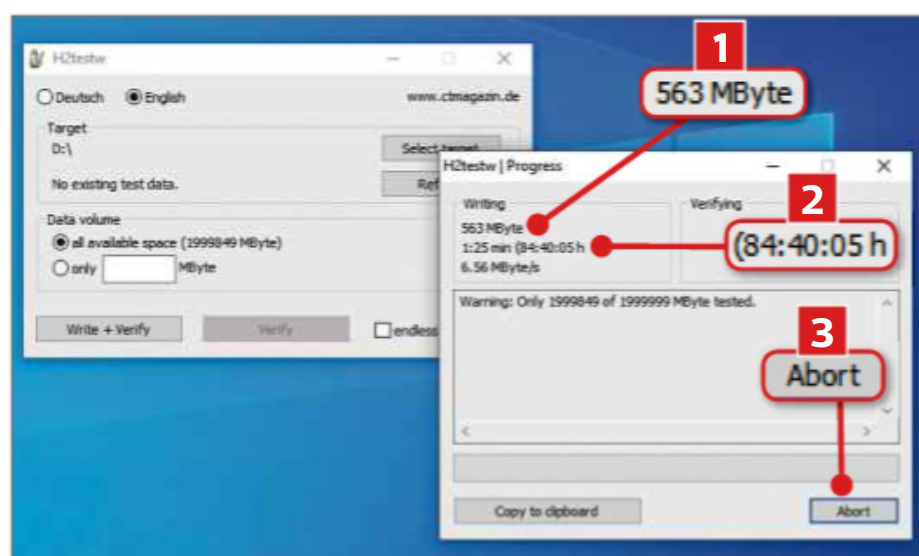 H2testw
Deutsch English www.ctmagazin.de
Target
D:\ Select target
No existing test data. Ref
Data volume
all available space (1999849 MByte)
only MByte
Write + Verify Verify endless
1
563 MByte
H2testw | Progress
Writing Verifying
563 MByte
1:25 min (84:40:05 h
6.56 MByte/s
2
(84:40:05 h
Warning: Only 1999849 of 1999999 MByte tested.
3
Abort
Copy to clipboard Abort